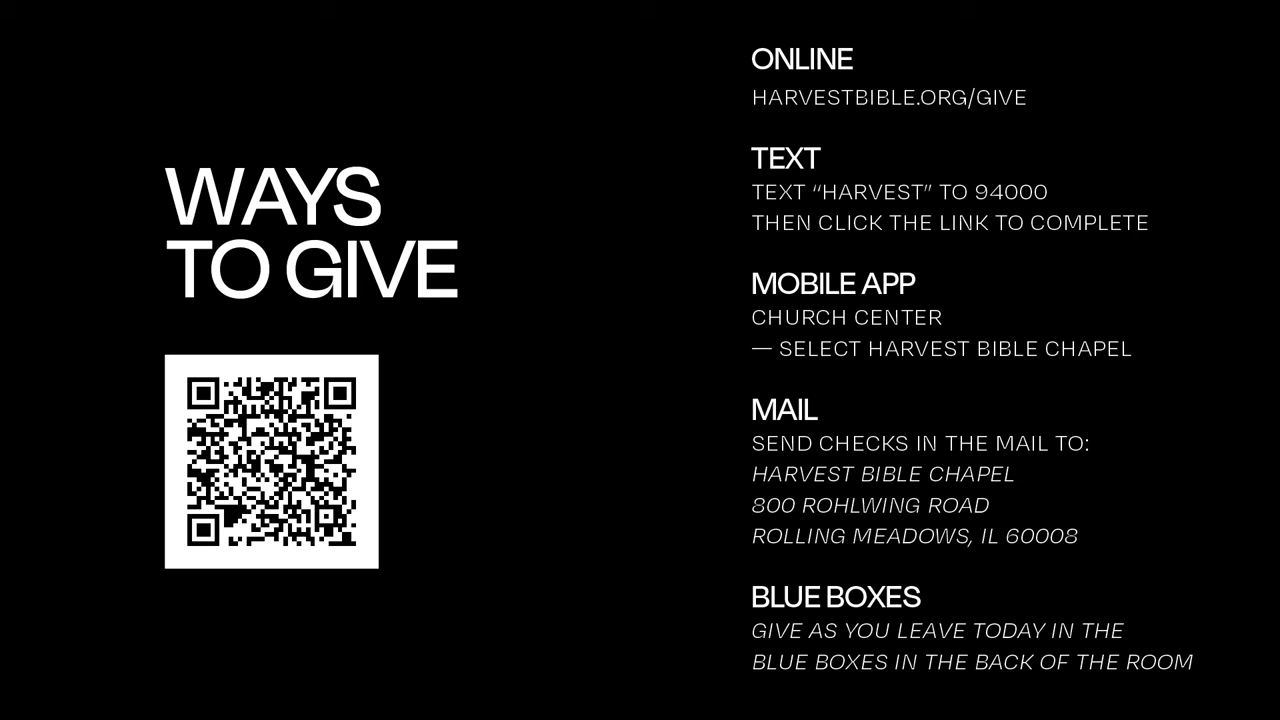 WAYS
TO GIVE
ONLINE
HARVESTBIBLE.ORG/GIVE
TEXT
TEXT “HARVEST” TO 94000
THEN CLICK THE LINK TO COMPLETE
MOBILE APP
CHURCH CENTER
— SELECT HARVEST BIBLE CHAPEL
MAIL
SEND CHECKS IN THE MAIL TO:
HARVEST BIBLE CHAPEL
800 ROHLWING ROAD
ROLLING MEADOWS, IL 60008
BLUE BOXES
GIVE AS YOU LEAVE TODAY IN THE
BLUE BOXES IN THE BACK OF THE ROOM